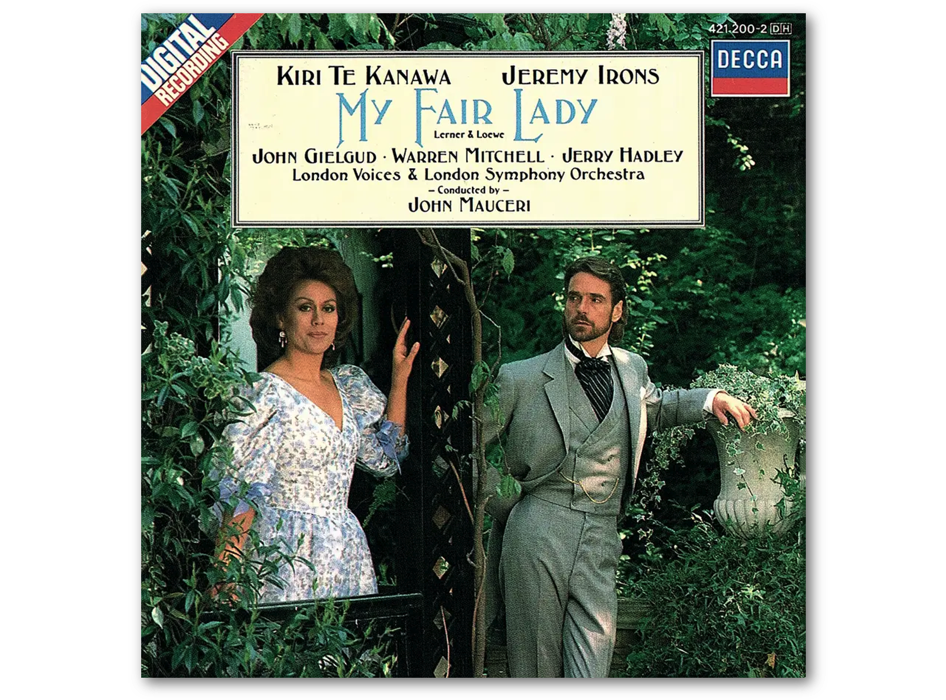 DIGITAL
RECORDING
421.200-2 DH
DECCA
KIRI TE KANAWA JEREMY IRONS
MY FAIR LADY
Lerner & Loewe
JOHN GIELGUD · WARREN MITCHELL · JERRY HADLEY
London Voices & London Symphony Orchestra
– Conducted by –
JOHN MAUCERI